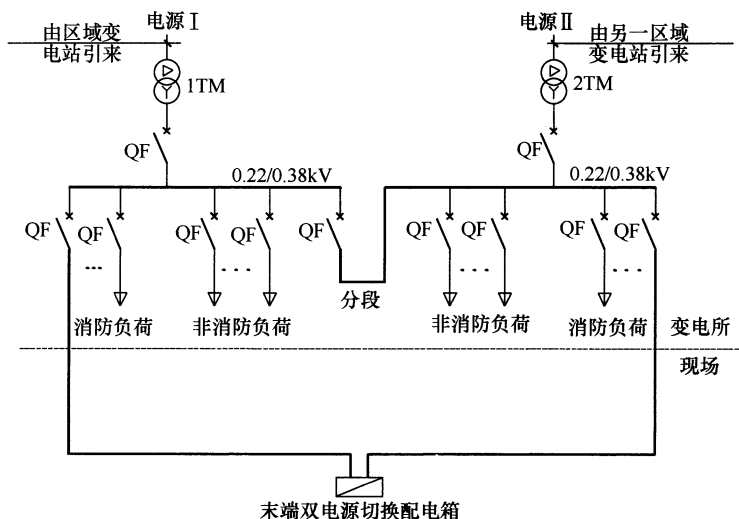 电源Ⅰ
电源Ⅱ
由区域变
电站引来
由另一区域
变电站引来
1TM
2TM
QF
QF
0.22/0.38kV
0.22/0.38kV
QF
QF
QF
QF
QF
QF
QF
QF
QF
...
...
...
...
分段
消防负荷
非消防负荷
非消防负荷
消防负荷
变电所
现场
末端双电源切换配电箱